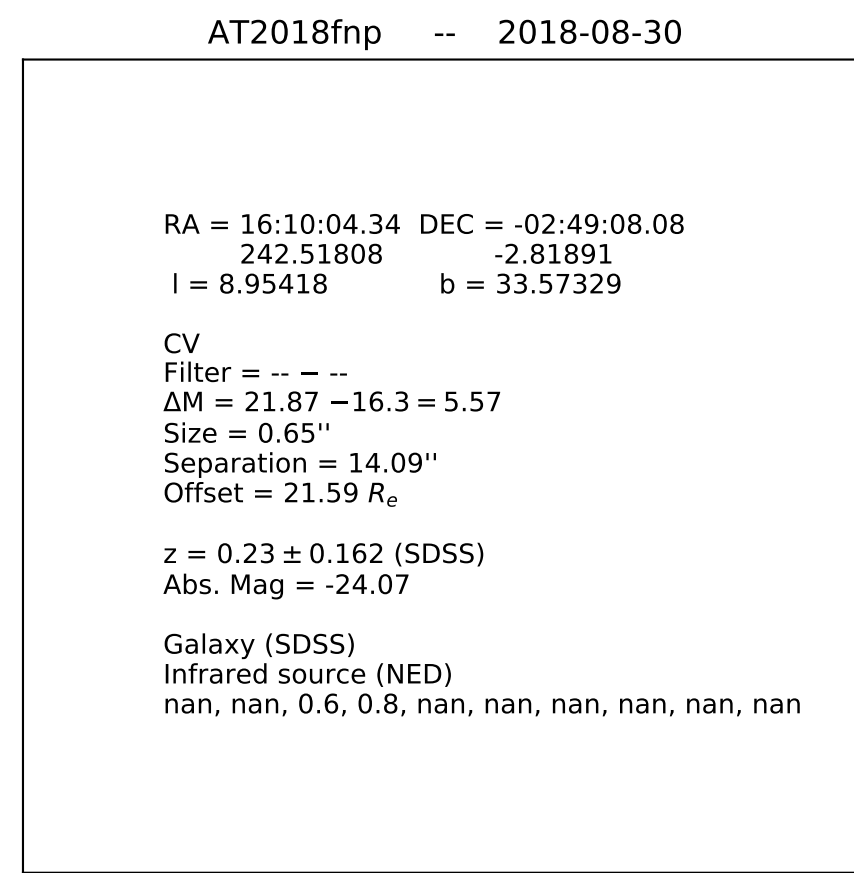 AT2018fnp -- 2018-08-30
RA = 16:10:04.34 DEC = -02:49:08.08
242.51808 -2.81891
l = 8.95418 b = 33.57329
CV
Filter = -- − --
ΔM = 21.87 −16.3 = 5.57
Size = 0.65''
Separation = 14.09''
Offset = 21.59 Rₑ
z = 0.23 ± 0.162 (SDSS)
Abs. Mag = -24.07
Galaxy (SDSS)
Infrared source (NED)
nan, nan, 0.6, 0.8, nan, nan, nan, nan, nan, nan